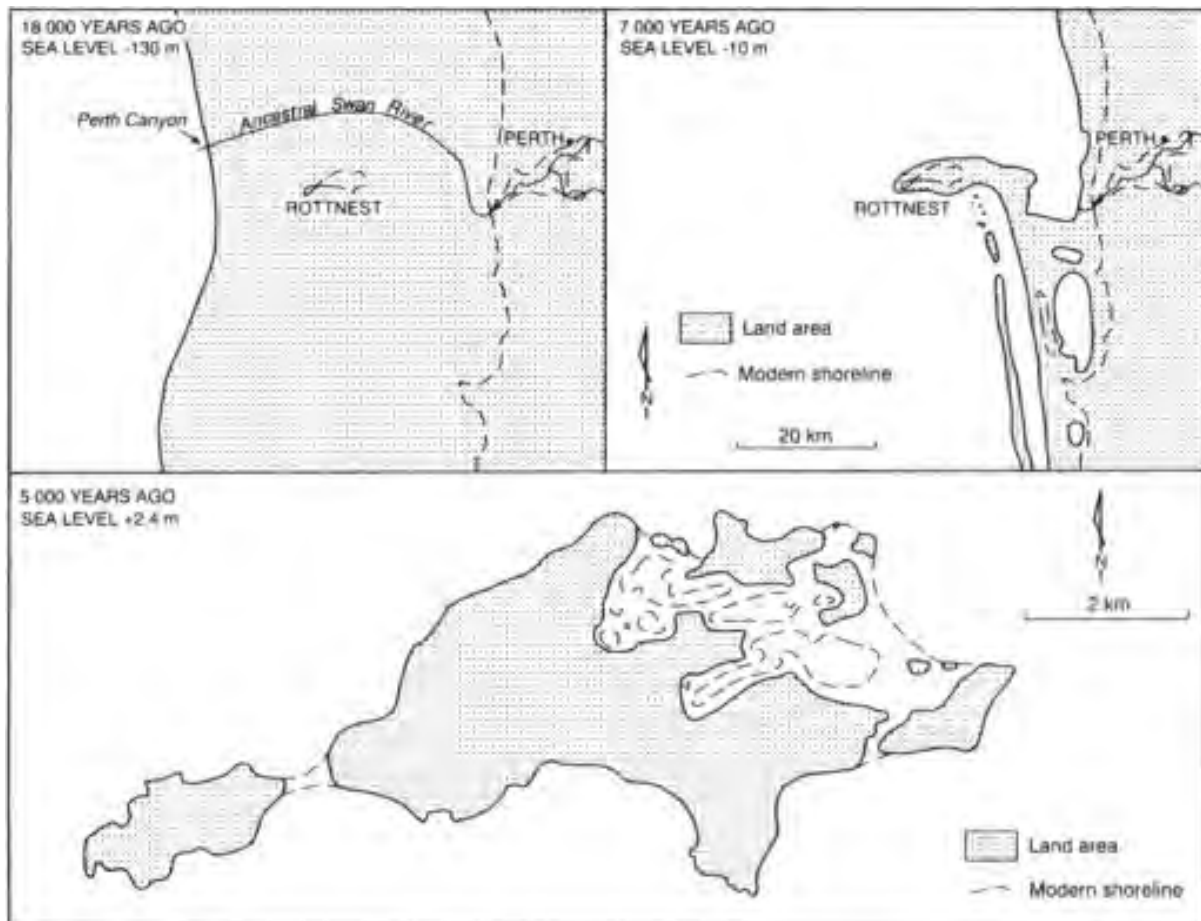 18 000 YEARS AGO
SEA LEVEL -130 m
Perth Canyon
Ancestral Swan River
PERTH
ROTTNEST
7 000 YEARS AGO
SEA LEVEL -10 m
PERTH
ROTTNEST
Land area
Modern shoreline
N
20 km
5 000 YEARS AGO
SEA LEVEL +2.4 m
N
2 km
Land area
Modern shoreline